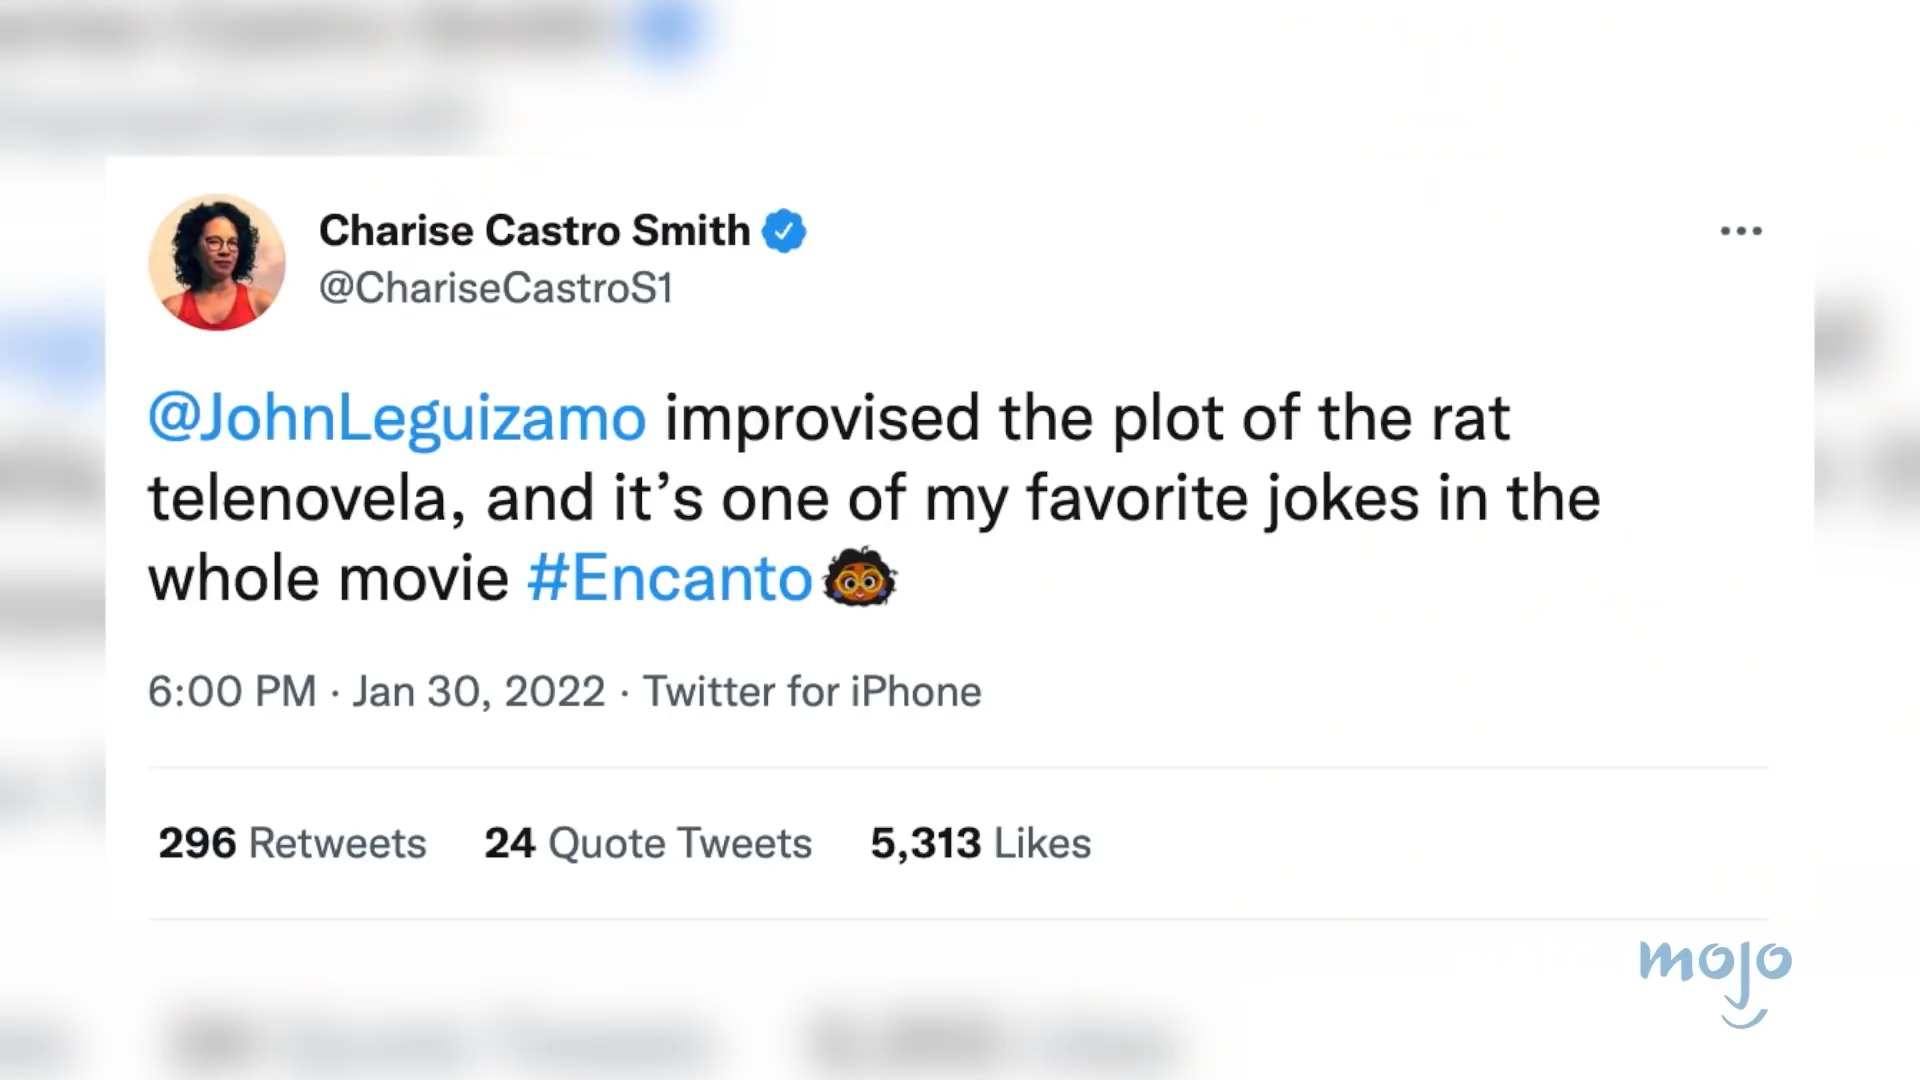 Charise Castro Smith
@ChariseCastroS1
@JohnLeguizamo improvised the plot of the rat
telenovela, and it’s one of my favorite jokes in the
whole movie #Encanto
6:00 PM · Jan 30, 2022 · Twitter for iPhone
296 Retweets 24 Quote Tweets 5,313 Likes
mojo